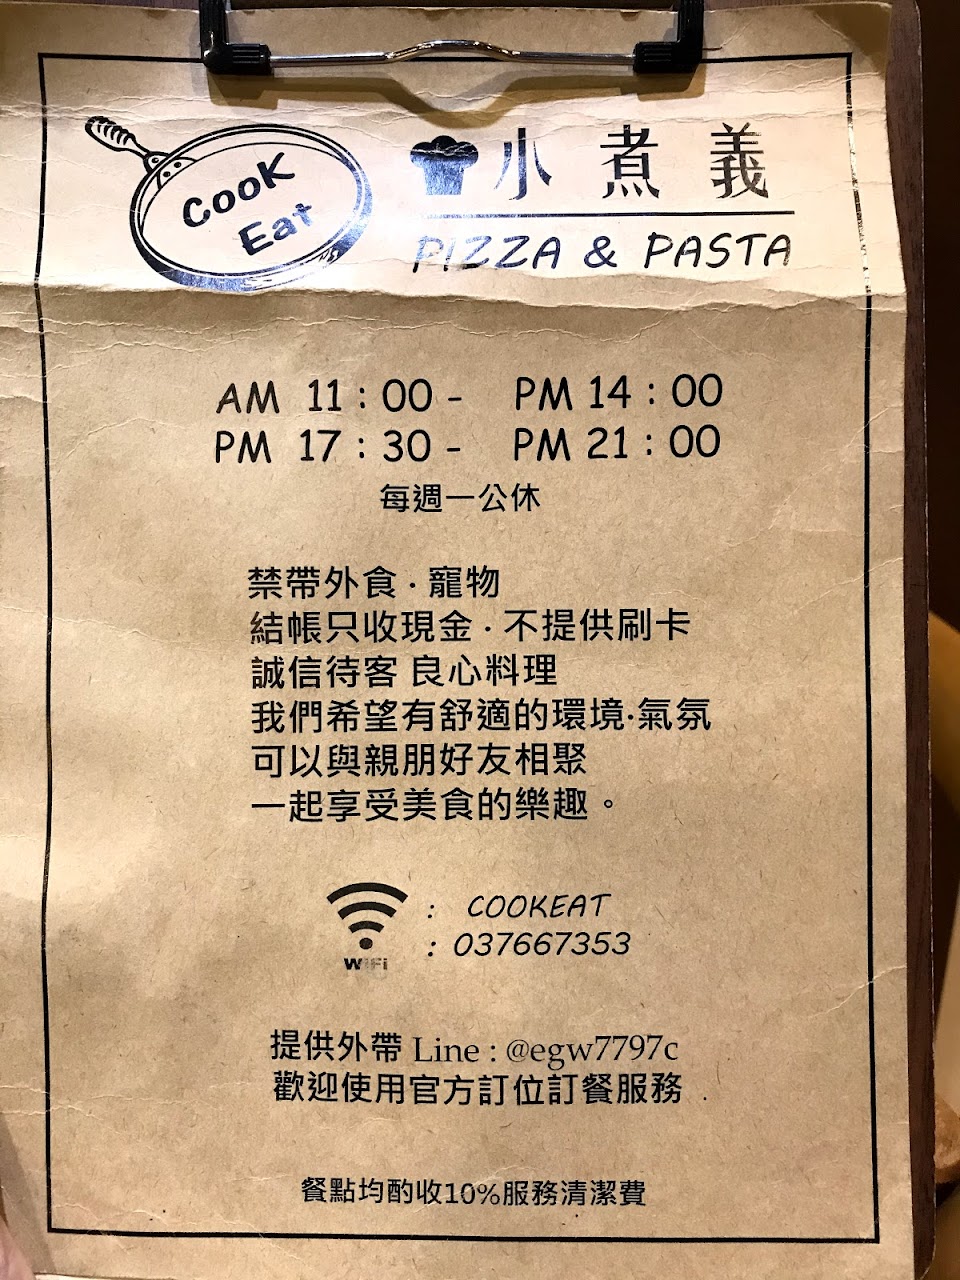 Cook
Eat
小煮義
PIZZA & PASTA
AM 11 : 00 - PM 14 : 00
PM 17 : 30 - PM 21 : 00
每週一公休
禁帶外食 · 寵物
結帳只收現金 · 不提供刷卡
誠信待客 良心料理
我們希望有舒適的環境·氣氛
可以與親朋好友相聚
一起享受美食的樂趣。
: COOKEAT
: 037667353
WiFi
提供外帶 Line : @egw7797c
歡迎使用官方訂位訂餐服務 .
餐點均酌收10%服務清潔費